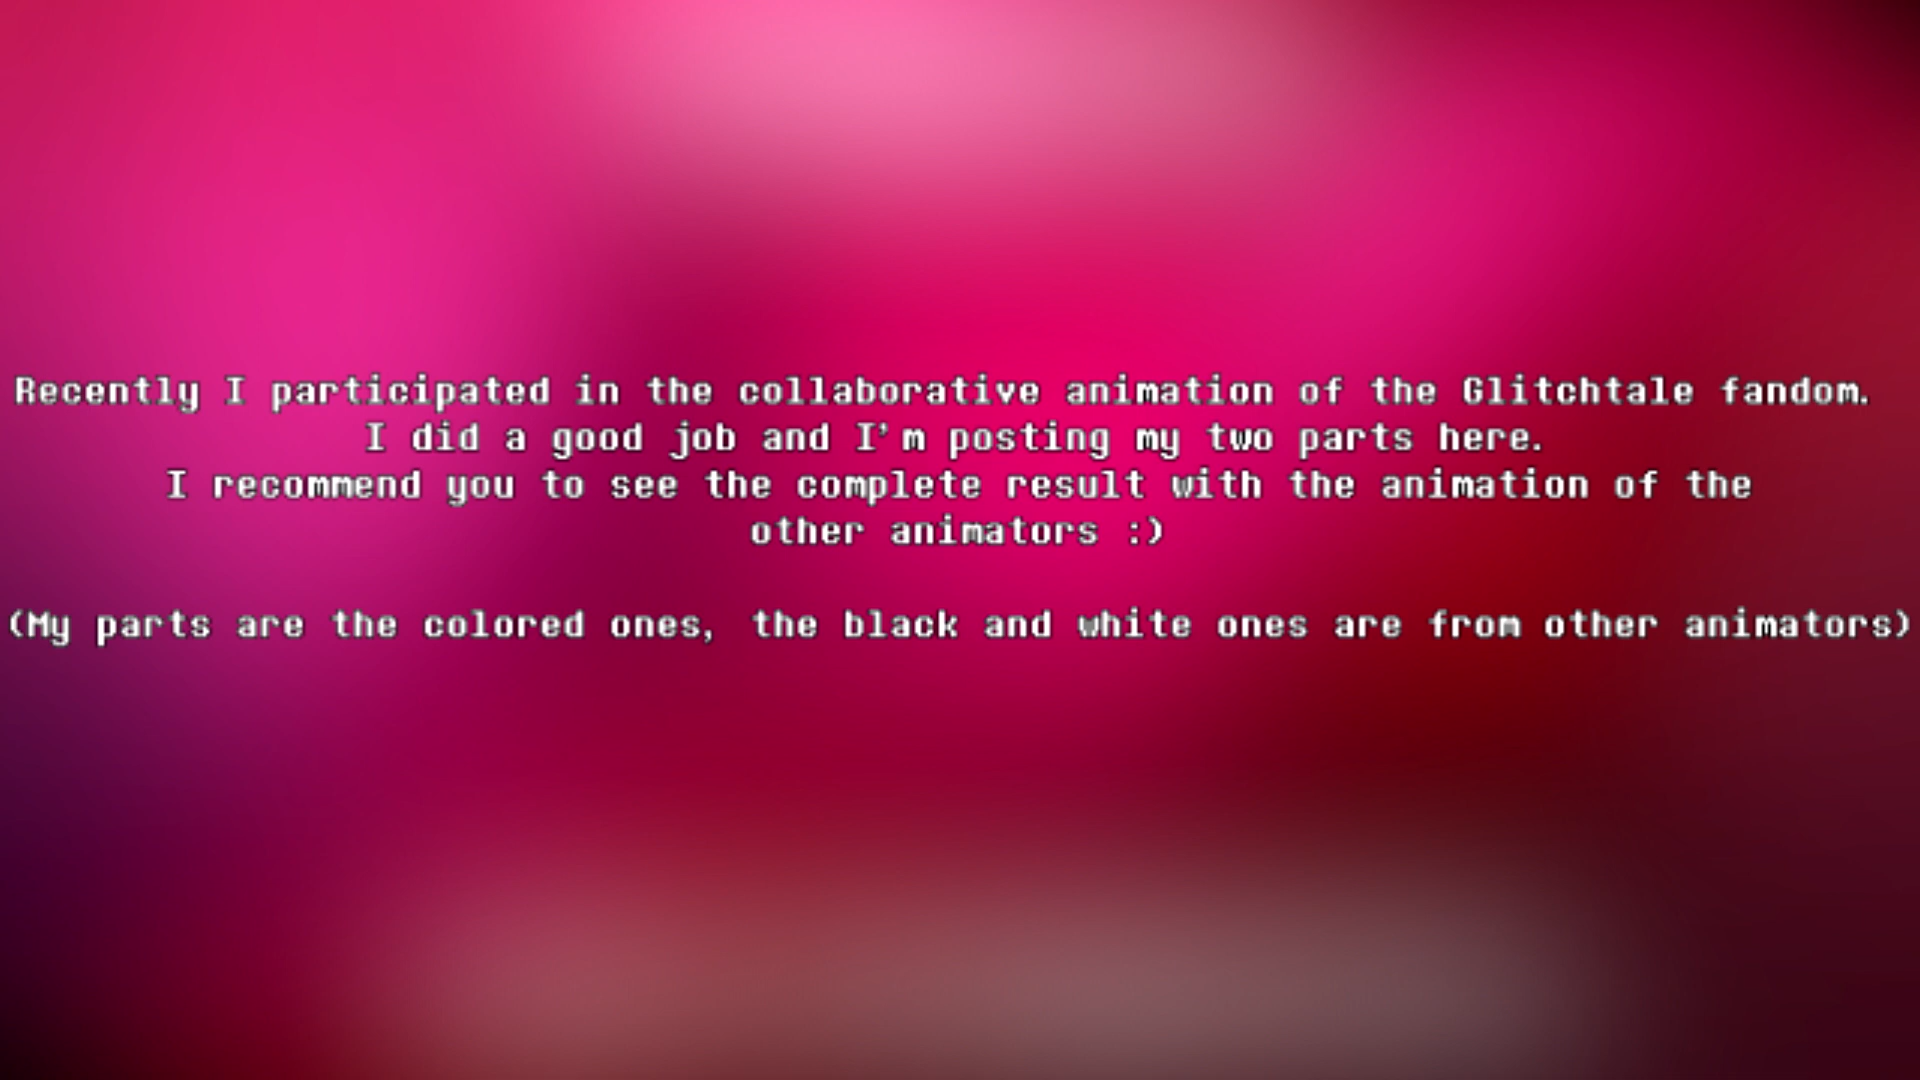 Recently I participated in the collaborative animation of the Glitchtale fandom.
I did a good job and I'm posting my two parts here.
I recommend you to see the complete result with the animation of the
other animators :)
(My parts are the colored ones, the black and white ones are from other animators)